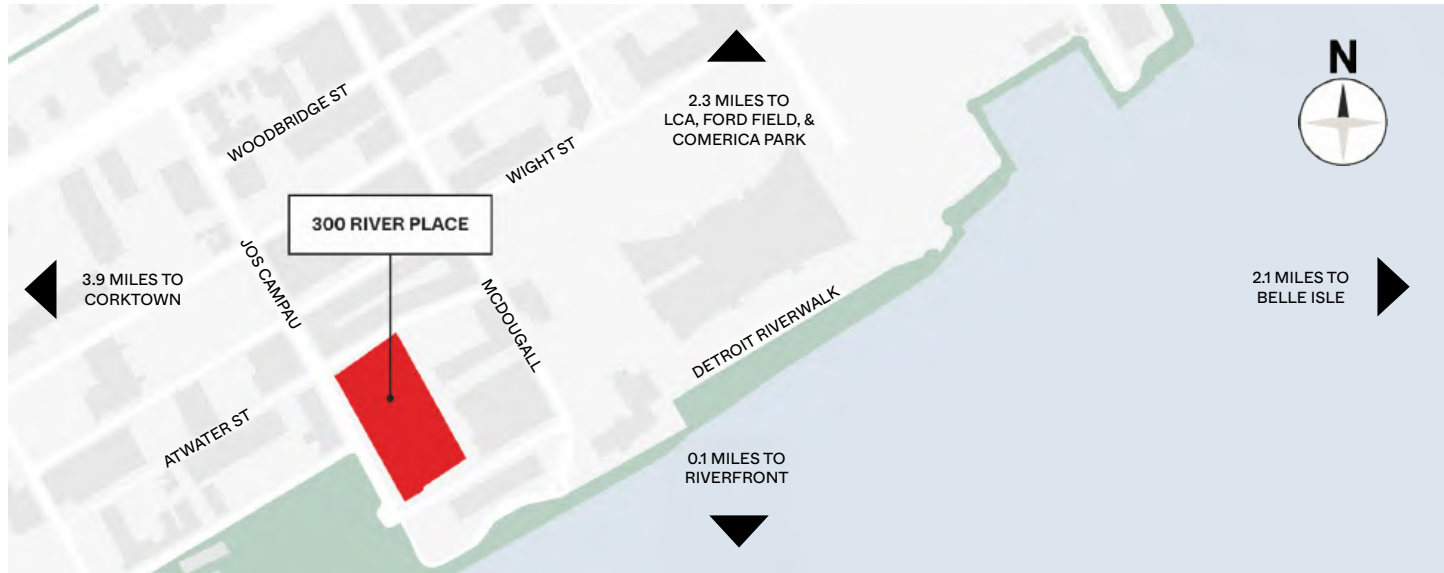 N
WOODBRIDGE ST
2.3 MILES TO
LCA, FORD FIELD, &
COMERICA PARK
WIGHT ST
300 RIVER PLACE
JOS CAMPAU
3.9 MILES TO
CORKTOWN
MCDOUGALL
2.1 MILES TO
BELLE ISLE
DETROIT RIVERWALK
ATWATER ST
0.1 MILES TO
RIVERFRONT